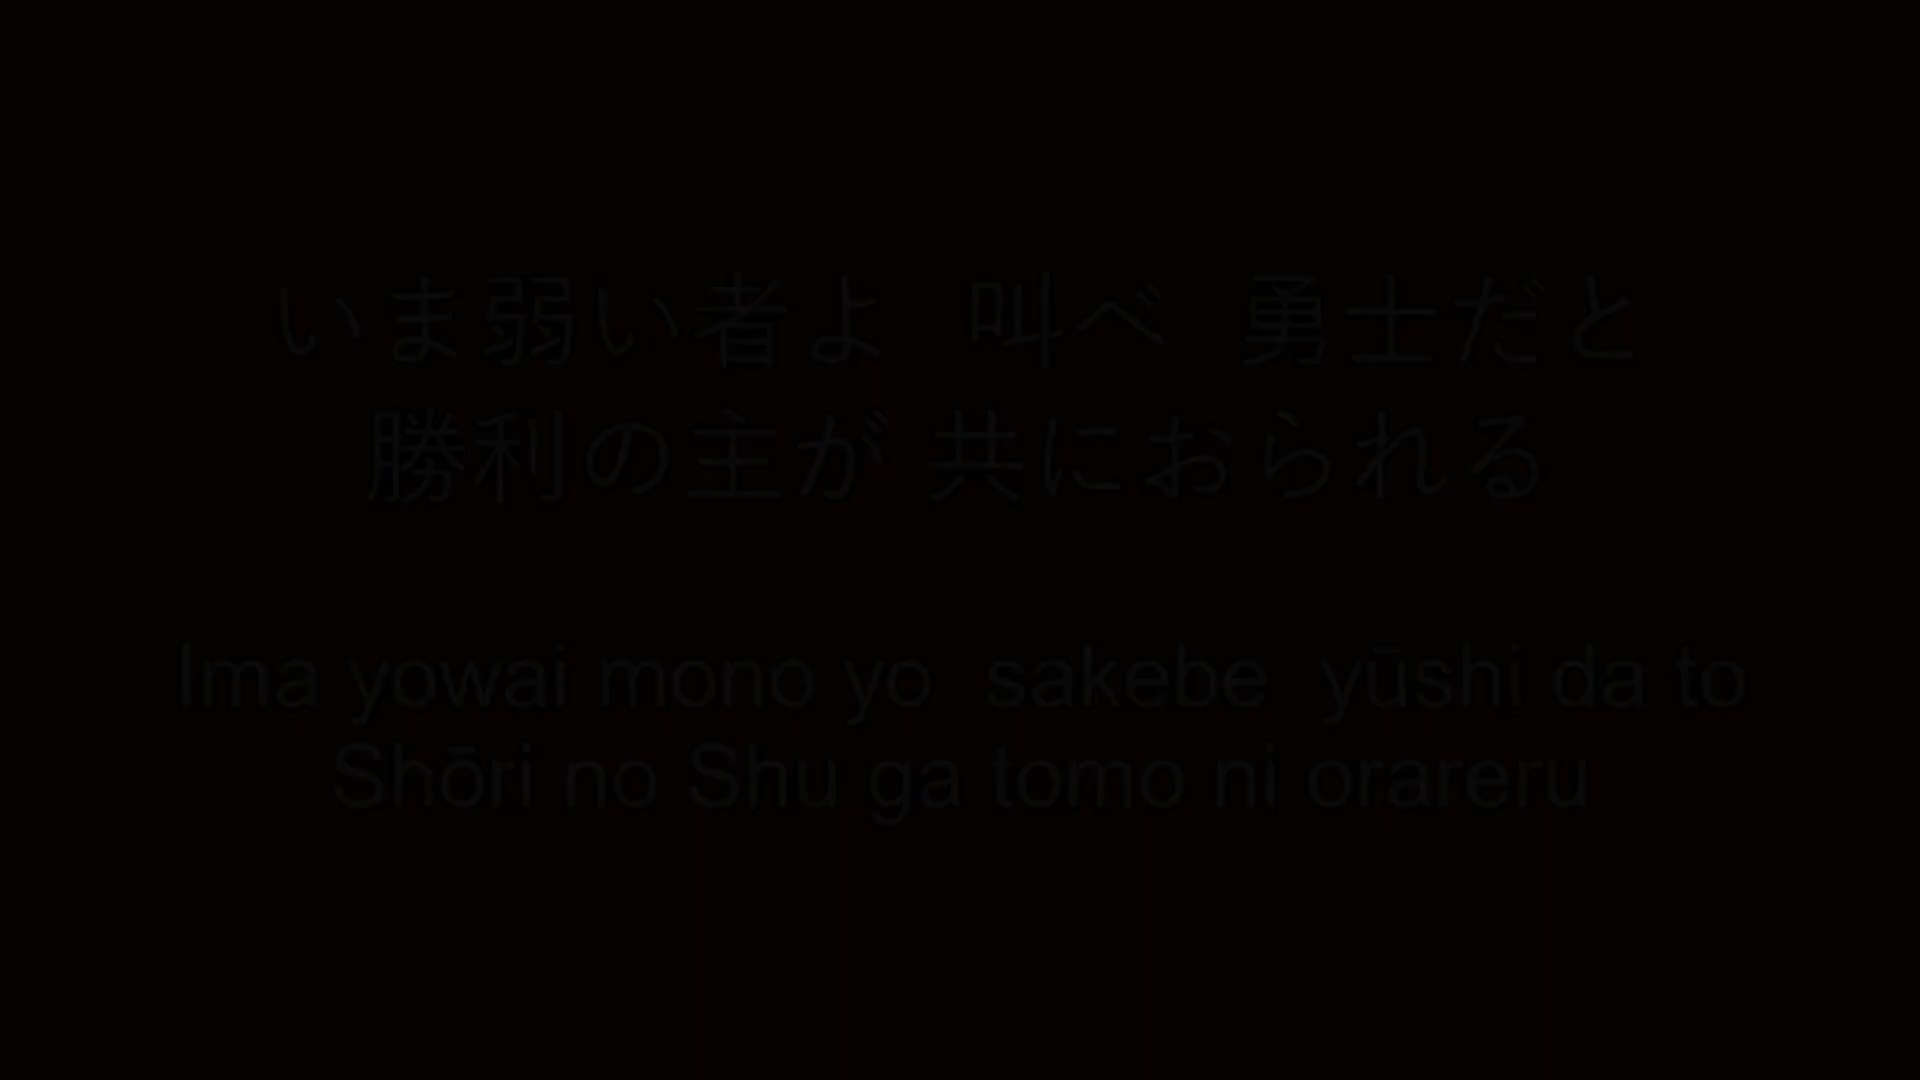 いま弱い者よ 叫べ 勇士だと
勝利の主が 共におられる
Ima yowai mono yo sakebe yūshi da to
Shōri no Shu ga tomo ni orareru